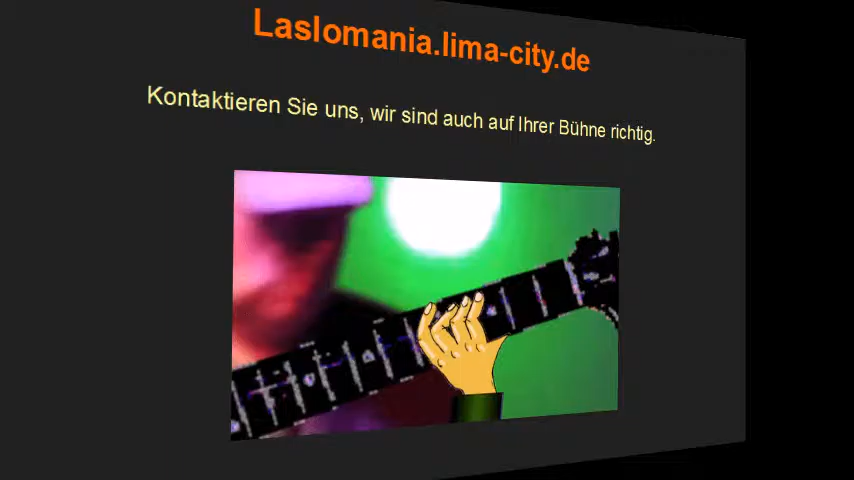 Laslomania.lima-city.de
Kontaktieren Sie uns, wir sind auch auf Ihrer Bühne richtig.